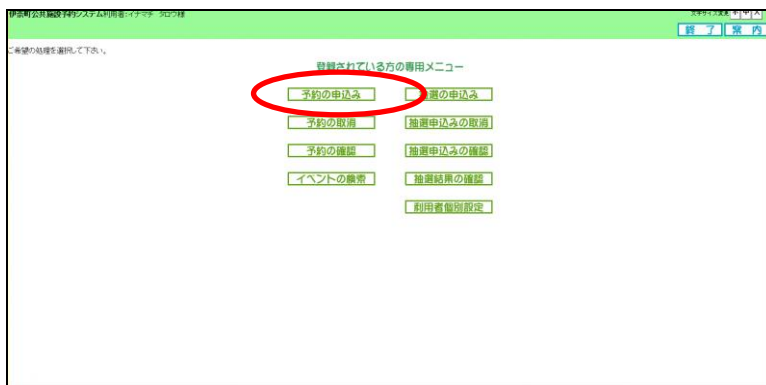 伊奈町公共施設予約システム利用者:イナマチ タロウ様
文字サイズ変更 小 中 大
終了 案内
ご希望の処理を選択して下さい。
登録されている方の専用メニュー
予約の申込み 抽選の申込み
予約の取消 抽選申込みの取消
予約の確認 抽選申込みの確認
イベントの検索 抽選結果の確認
利用者個別設定